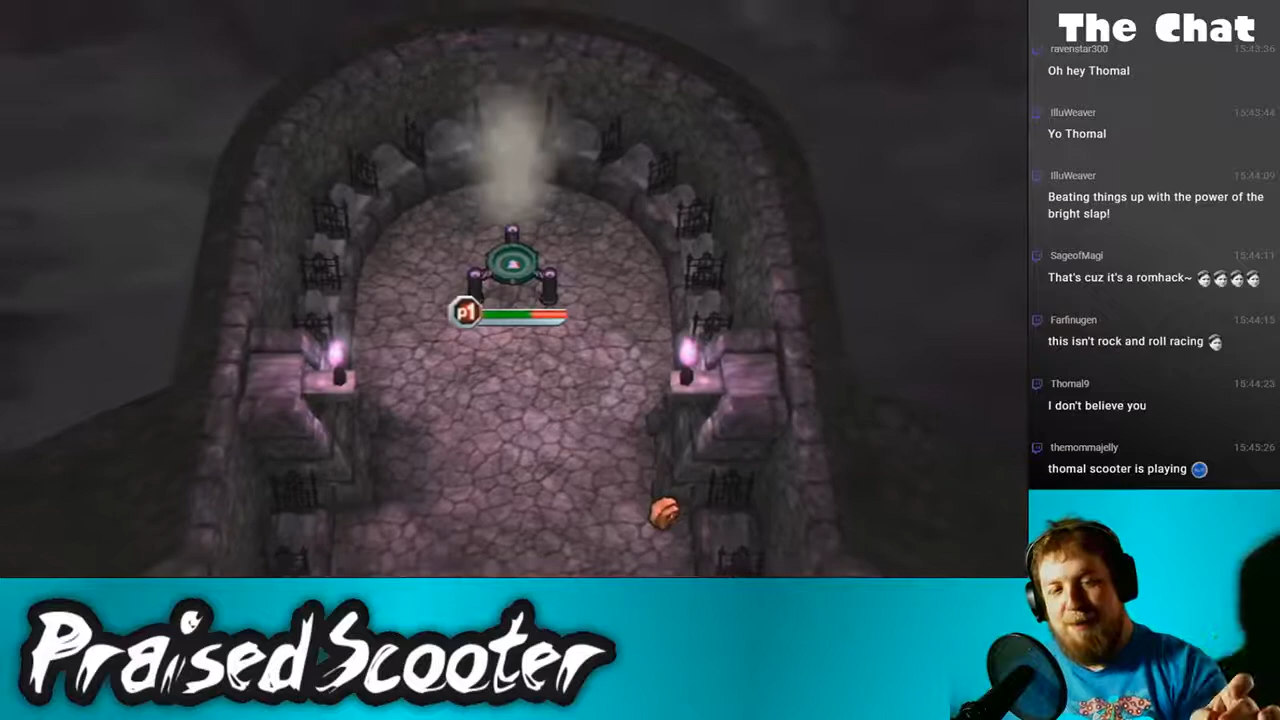 The Chat
ravenstar300 15:43:36
Oh hey Thomal
IlluWeaver 15:43:44
Yo Thomal
IlluWeaver 15:44:09
Beating things up with the power of the
bright slap!
SageofMagi 15:44:11
That's cuz it's a romhack~
Farfinugen 15:44:15
this isn't rock and roll racing
Thomal9 15:44:23
I don't believe you
themommajelly 15:45:26
thomal scooter is playing
p1
PraisedScooter